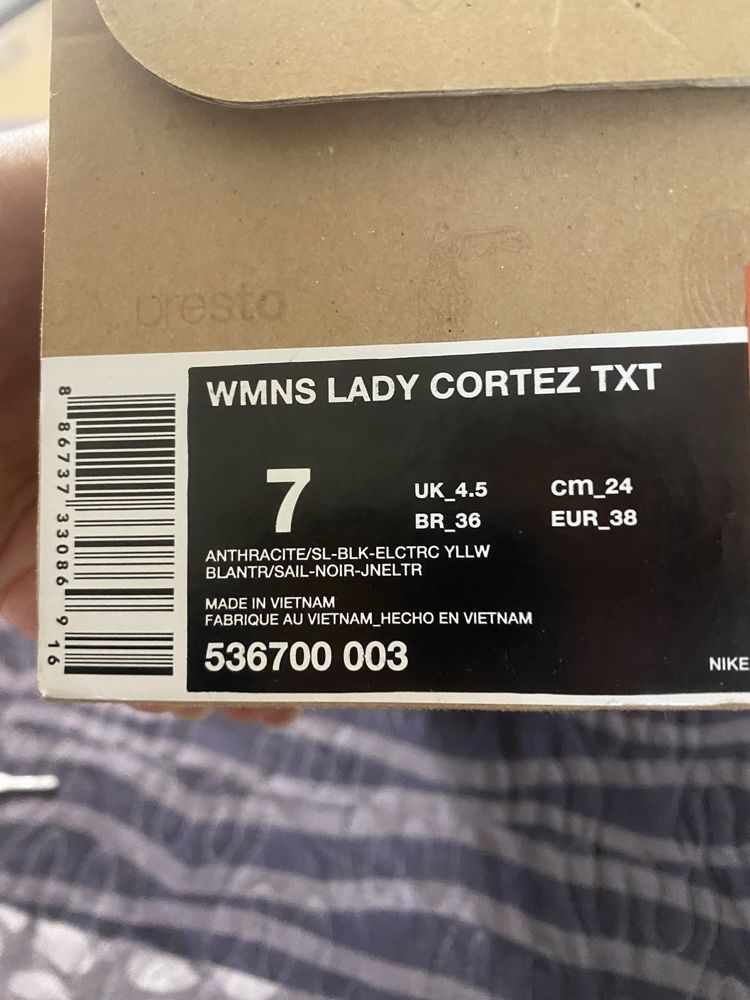 presto
WMNS LADY CORTEZ TXT
7
UK_4.5
cm_24
BR_36
EUR_38
ANTHRACITE/SL-BLK-ELCTRC YLLW
BLANTR/SAIL-NOIR-JNELTR
MADE IN VIETNAM
FABRIQUE AU VIETNAM_HECHO EN VIETNAM
536700 003
NIKE
8 86737 33086 9 16